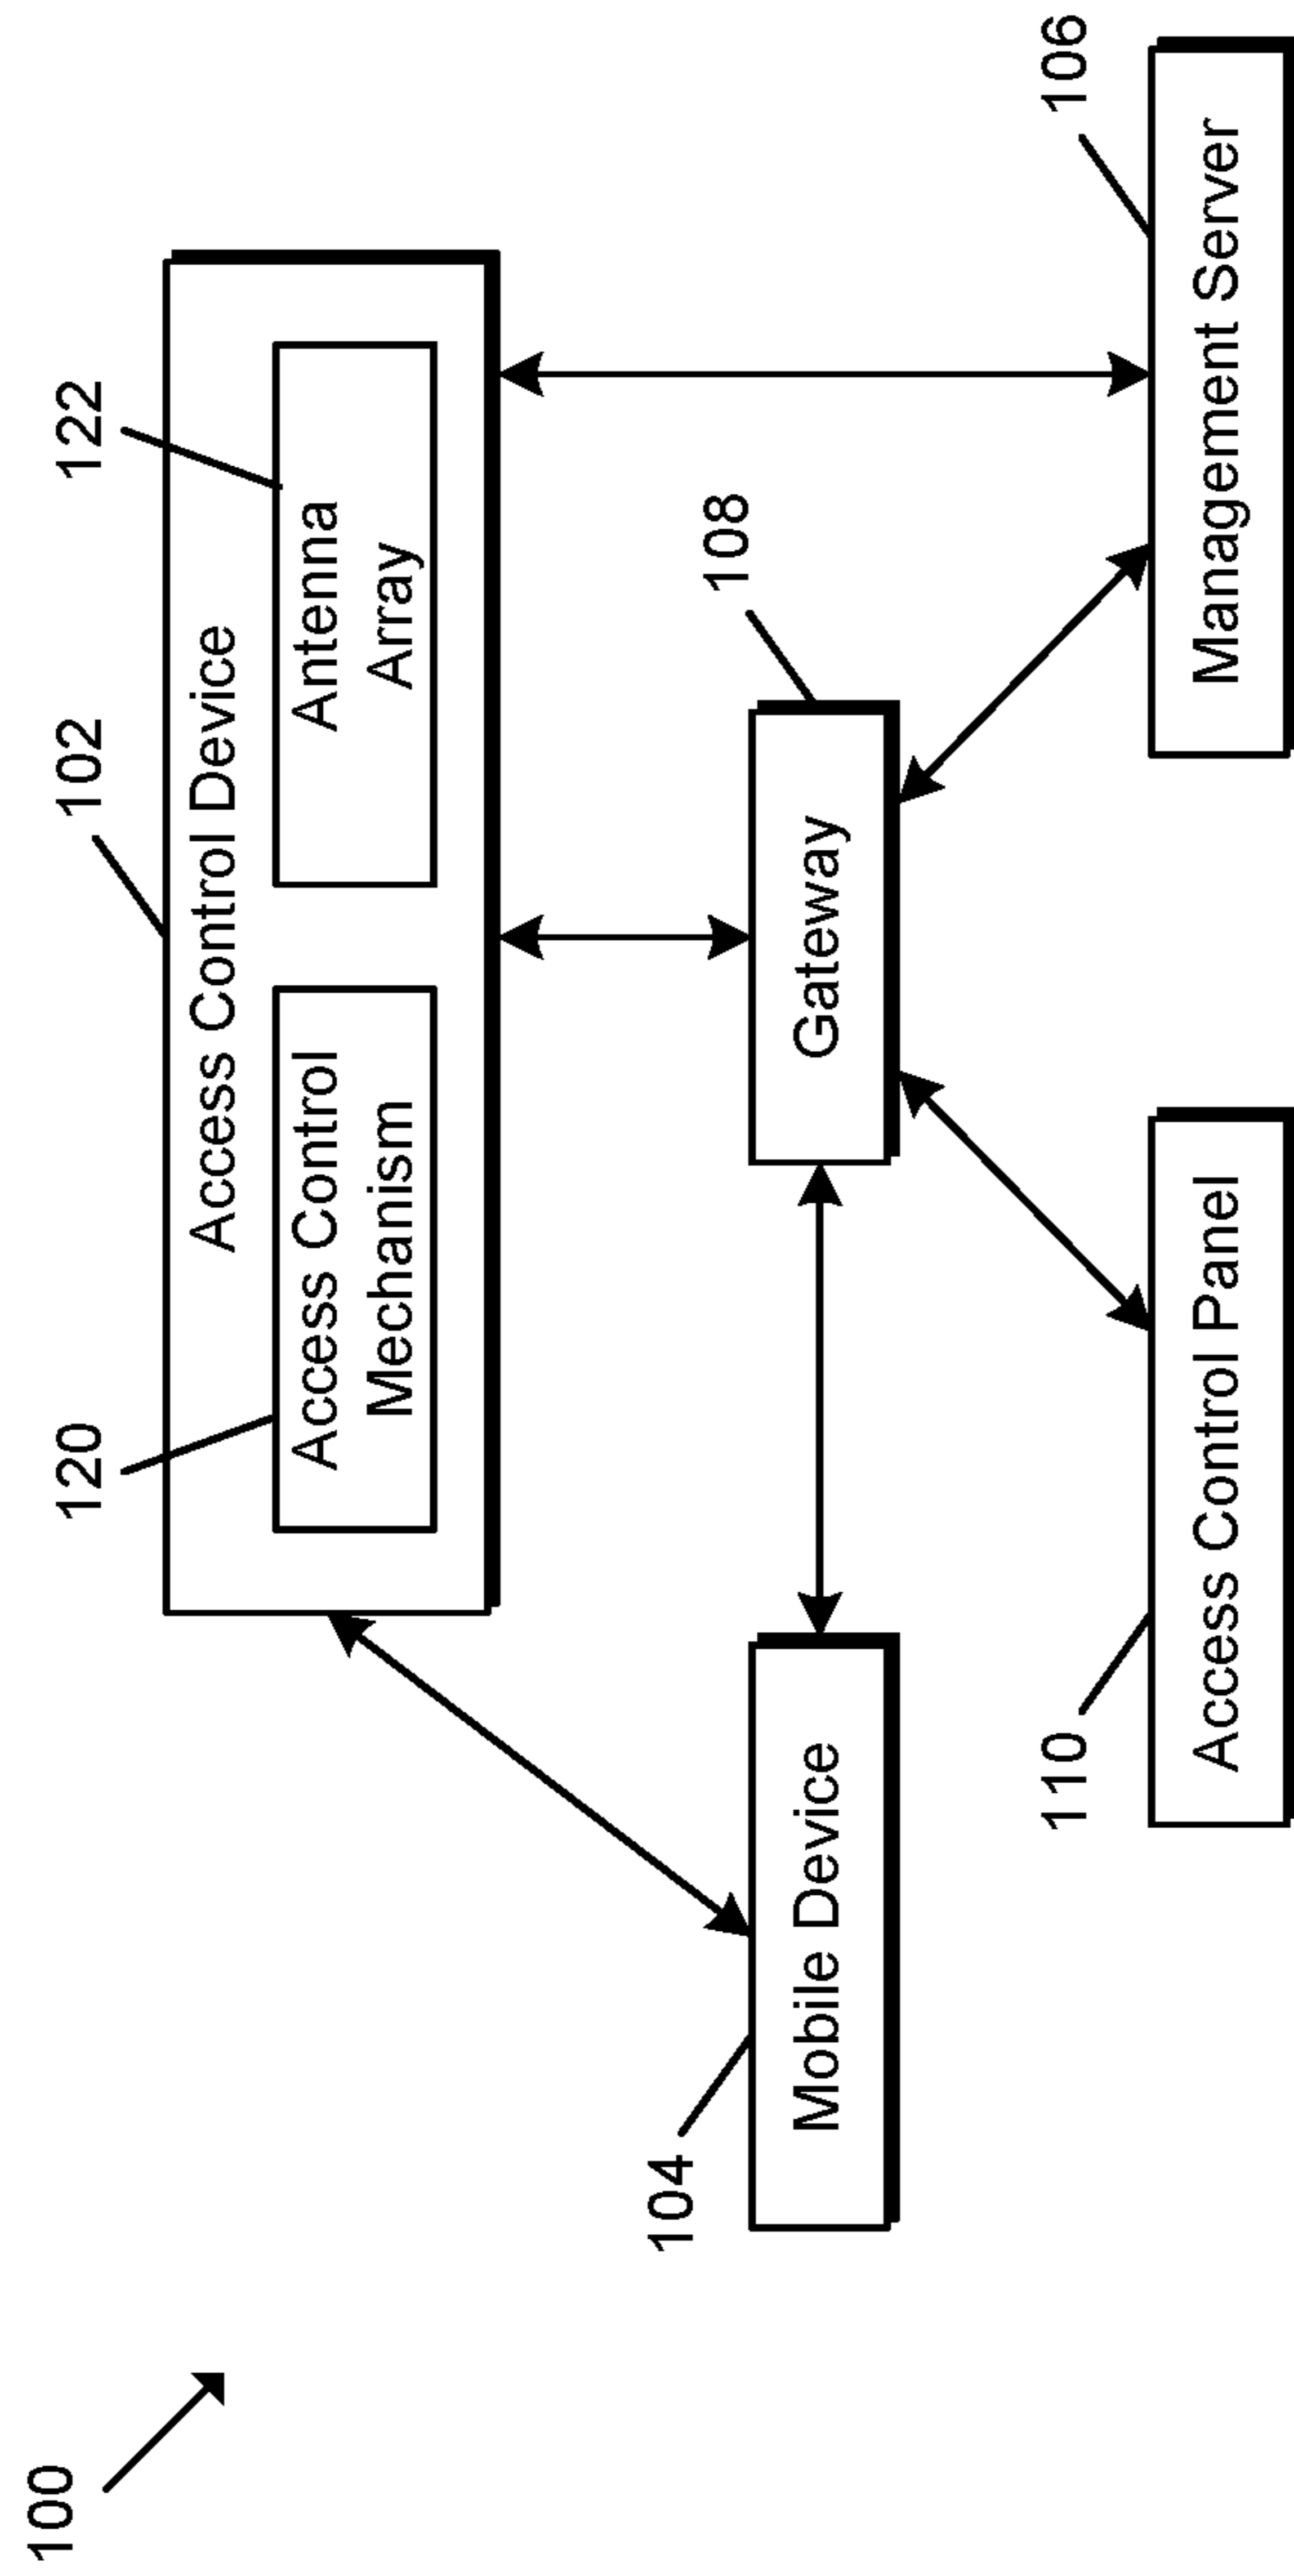 100
120
102
122
Access Control Device
Access Control
Mechanism
Antenna
Array
104
108
Mobile Device
Gateway
110
106
Access Control Panel
Management Server